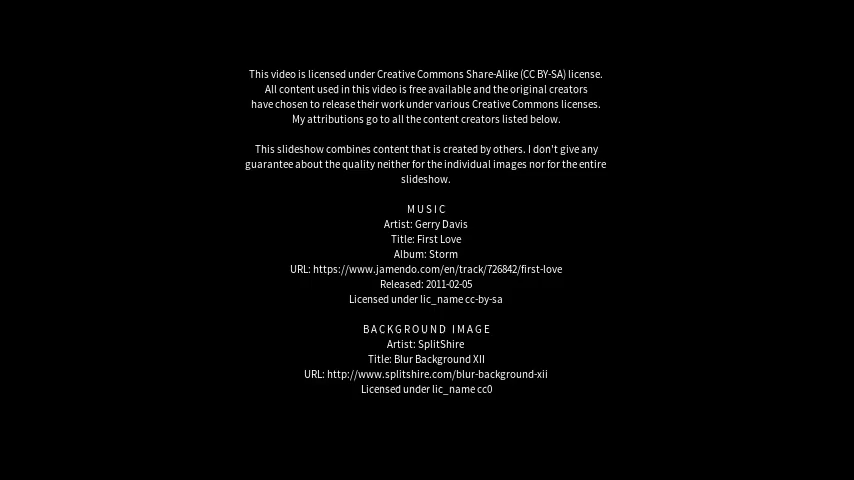 This video is licensed under Creative Commons Share-Alike (CC BY-SA) license.
All content used in this video is free available and the original creators
have chosen to release their work under various Creative Commons licenses.
My attributions go to all the content creators listed below.
This slideshow combines content that is created by others. I don't give any
guarantee about the quality neither for the individual images nor for the entire
slideshow.
MUSIC
Artist: Gerry Davis
Title: First Love
Album: Storm
URL: https://www.jamendo.com/en/track/726842/first-love
Released: 2011-02-05
Licensed under lic_name cc-by-sa
BACKGROUND IMAGE
Artist: SplitShire
Title: Blur Background XII
URL: http://www.splitshire.com/blur-background-xii
Licensed under lic_name cc0